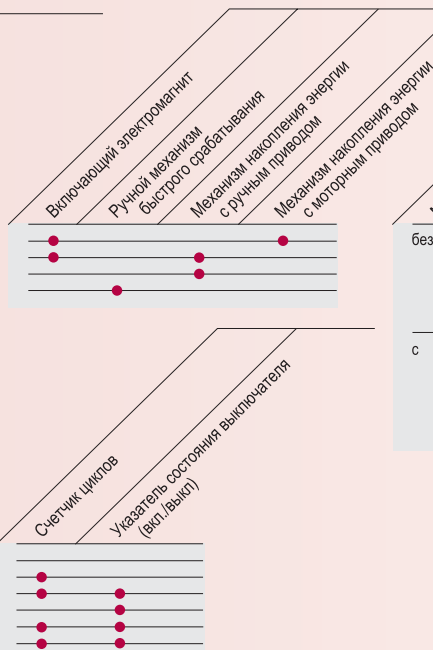 Включающий электромагнит
Ручной механизм
быстрого срабатывания
Механизм накопления энергии
с ручным приводом
Механизм накопления энергии
с моторным приводом
без
с
Счетчик циклов
Указатель состояния выключателя
(вкл./выкл)